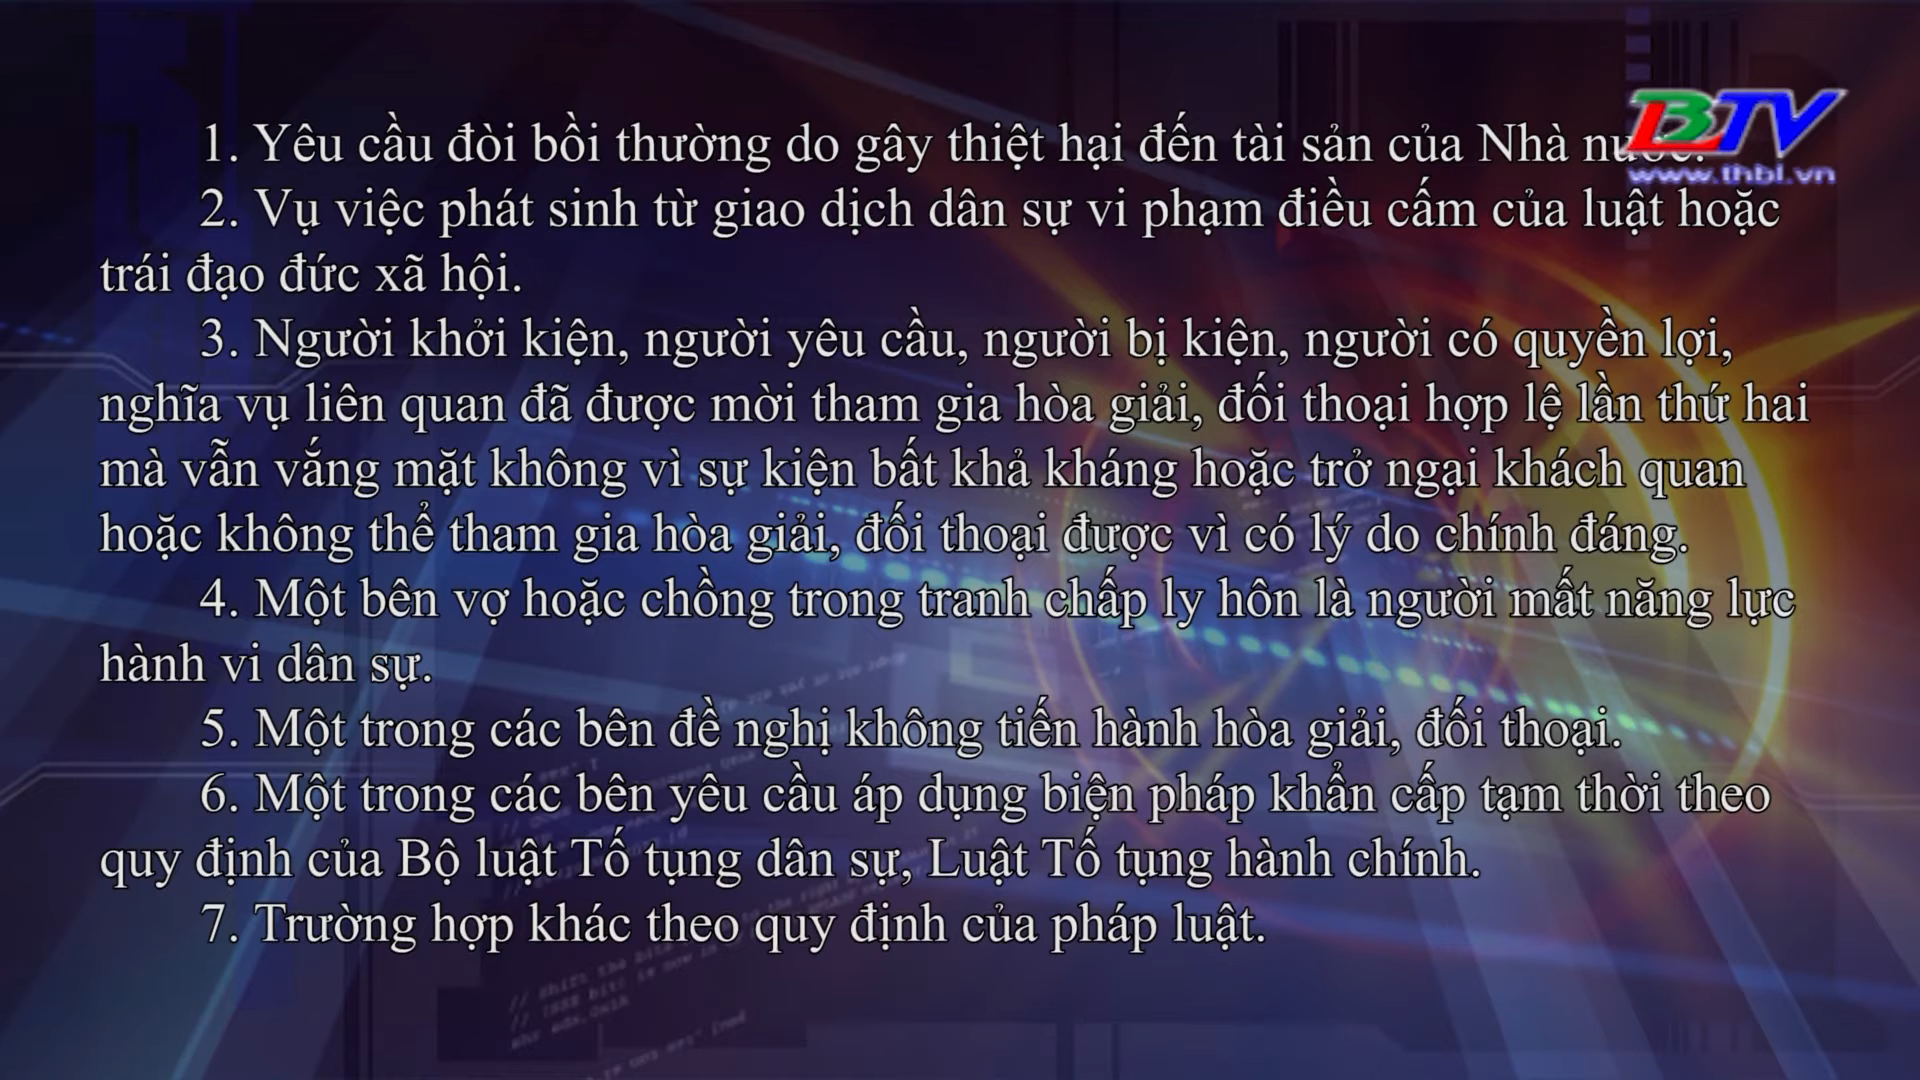 BTV
www.thbl.vn
1. Yêu cầu đòi bồi thường do gây thiệt hại đến tài sản của Nhà nước.
2. Vụ việc phát sinh từ giao dịch dân sự vi phạm điều cấm của luật hoặc
trái đạo đức xã hội.
3. Người khởi kiện, người yêu cầu, người bị kiện, người có quyền lợi,
nghĩa vụ liên quan đã được mời tham gia hòa giải, đối thoại hợp lệ lần thứ hai
mà vẫn vắng mặt không vì sự kiện bất khả kháng hoặc trở ngại khách quan
hoặc không thể tham gia hòa giải, đối thoại được vì có lý do chính đáng.
4. Một bên vợ hoặc chồng trong tranh chấp ly hôn là người mất năng lực
hành vi dân sự.
5. Một trong các bên đề nghị không tiến hành hòa giải, đối thoại.
6. Một trong các bên yêu cầu áp dụng biện pháp khẩn cấp tạm thời theo
quy định của Bộ luật Tố tụng dân sự, Luật Tố tụng hành chính.
7. Trường hợp khác theo quy định của pháp luật.